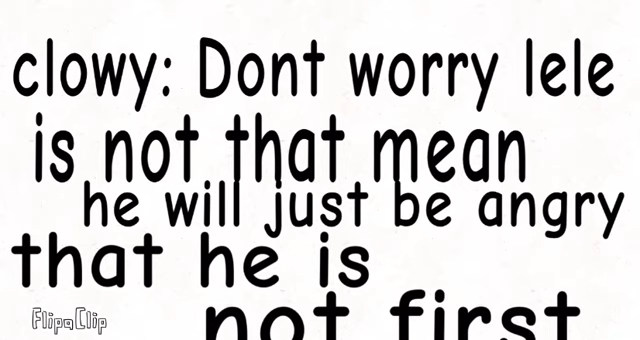 clowy: Dont worry lele
is not that mean
he will just be angry
that he is
not first
FlipaClip